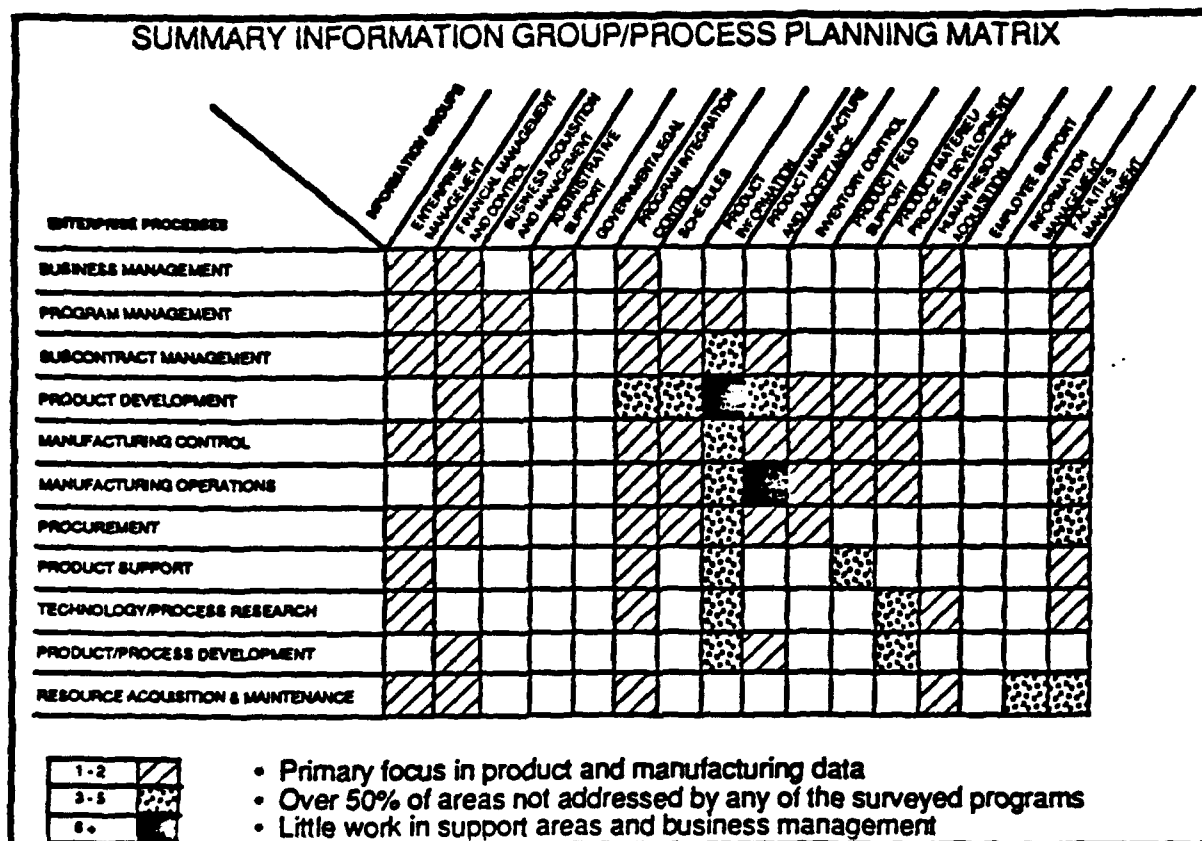 SUMMARY INFORMATION GROUP/PROCESS PLANNING MATRIX
INFORMATION GROUPS
ENTERPRISE
MANAGEMENT
FINANCIAL MANAGEMENT
AND CONTROL
BUSINESS ACQUISITION
AND MANAGEMENT
ADMINISTRATIVE
SUPPORT
GOVERNMENT/LEGAL
PROGRAM INTEGRATION
CONTROL
SCHEDULES
PRODUCT
INFORMATION
PRODUCT MANUFACTURE
AND ACCEPTANCE
INVENTORY CONTROL
PRODUCT FIELD
SUPPORT
PRODUCT MATERIEL/
PROCESS DEVELOPMENT
HUMAN RESOURCE
ACQUISITION
EMPLOYEE SUPPORT
INFORMATION
MANAGEMENT
FACILITIES
MANAGEMENT
ENTERPRISE PROCESSES
BUSINESS MANAGEMENT
PROGRAM MANAGEMENT
SUBCONTRACT MANAGEMENT
PRODUCT DEVELOPMENT
MANUFACTURING CONTROL
MANUFACTURING OPERATIONS
PROCUREMENT
PRODUCT SUPPORT
TECHNOLOGY/PROCESS RESEARCH
PRODUCT/PROCESS DEVELOPMENT
RESOURCE ACQUISITION & MAINTENANCE
1-2
3-5
6+
• Primary focus in product and manufacturing data
• Over 50% of areas not addressed by any of the surveyed programs
• Little work in support areas and business management